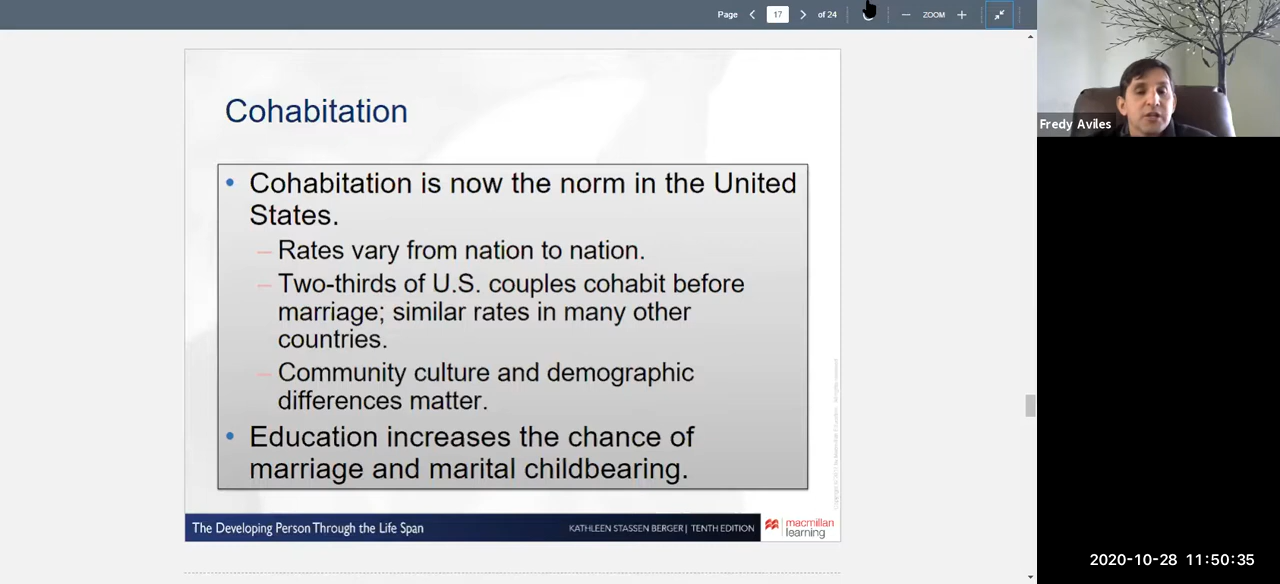 Page 17 of 24 ZOOM
Fredy Aviles
Cohabitation
• Cohabitation is now the norm in the United
States.
– Rates vary from nation to nation.
– Two-thirds of U.S. couples cohabit before
marriage; similar rates in many other
countries.
– Community culture and demographic
differences matter.
• Education increases the chance of
marriage and marital childbearing.
The Developing Person Through the Life Span
KATHLEEN STASSEN BERGER | TENTH EDITION
macmillan
learning
2020-10-28 11:50:35